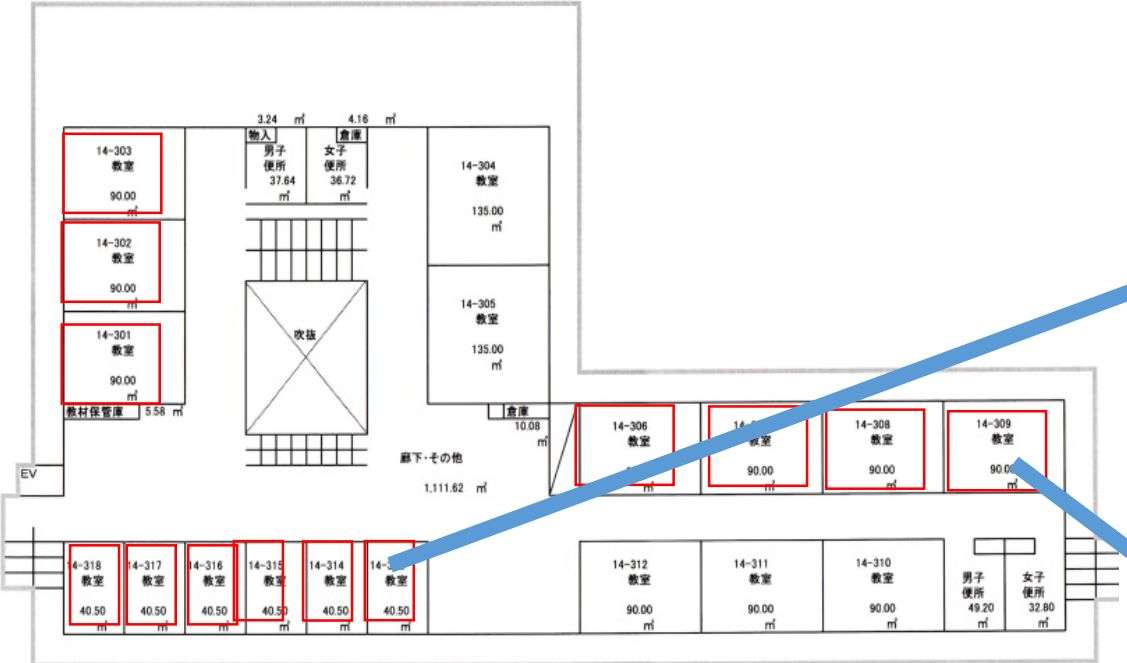 3.24 ㎡
4.16 ㎡
物入
倉庫
14-303
教室
90.00
㎡
男子
便所
37.64
㎡
女子
便所
36.72
㎡
14-304
教室
135.00
㎡
14-302
教室
90.00
㎡
14-305
教室
135.00
㎡
14-301
教室
90.00
㎡
吹抜
教材保管庫 5.58 ㎡
倉庫
10.08
㎡
14-306
教室
㎡
教室
90.00
㎡
14-308
教室
90.00
㎡
14-309
教室
㎡
廊下・その他
1,111.62 ㎡
EV
14-318
教室
40.50
㎡
14-317
教室
40.50
㎡
14-316
教室
40.50
㎡
14-315
教室
40.50
㎡
14-314
教室
40.50
㎡
教室
40.50
㎡
14-312
教室
90.00
㎡
14-311
教室
90.00
㎡
14-310
教室
90.00
㎡
男子
便所
49.20
㎡
女子
便所
32.80
㎡